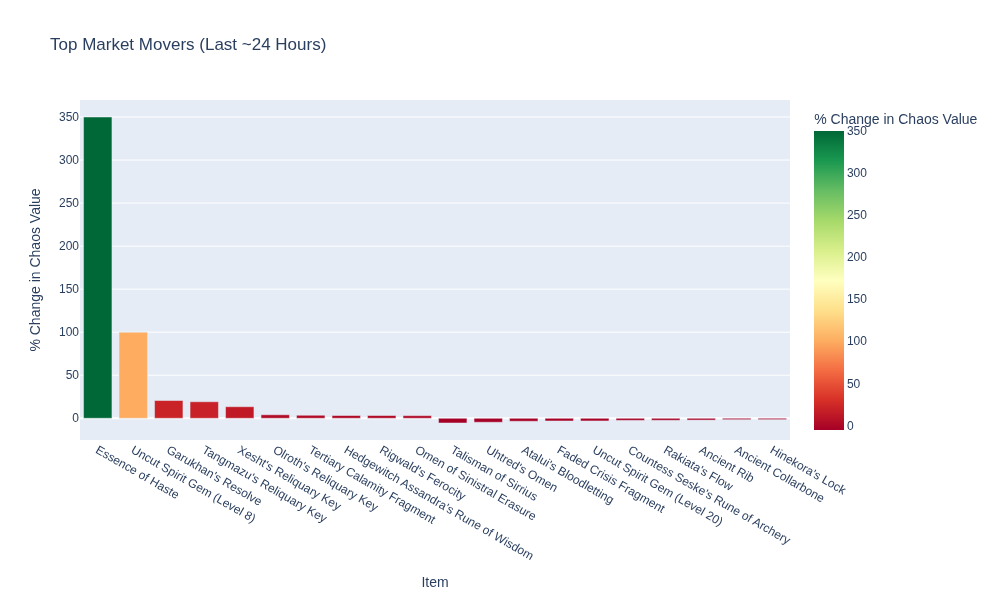 Top Market Movers (Last ~24 Hours)
% Change in Chaos Value
350
300
250
200
150
100
50
0
% Change in Chaos Value
350
300
250
200
150
100
50
0
Essence of Haste
Uncut Spirit Gem (Level 8)
Garukhan's Resolve
Tangmazu's Reliquary Key
Xesht's Reliquary Key
Olroth's Reliquary Key
Tertiary Calamity Fragment
Hedgewitch Assandra's Rune of Wisdom
Rigwald's Ferocity
Omen of Sinistral Erasure
Talisman of Sirrius
Uhtred's Omen
Atalui's Bloodletting
Faded Crisis Fragment
Uncut Spirit Gem (Level 20)
Countess Seske's Rune of Archery
Rakiata's Flow
Ancient Rib
Ancient Collarbone
Hinekora's Lock
Item